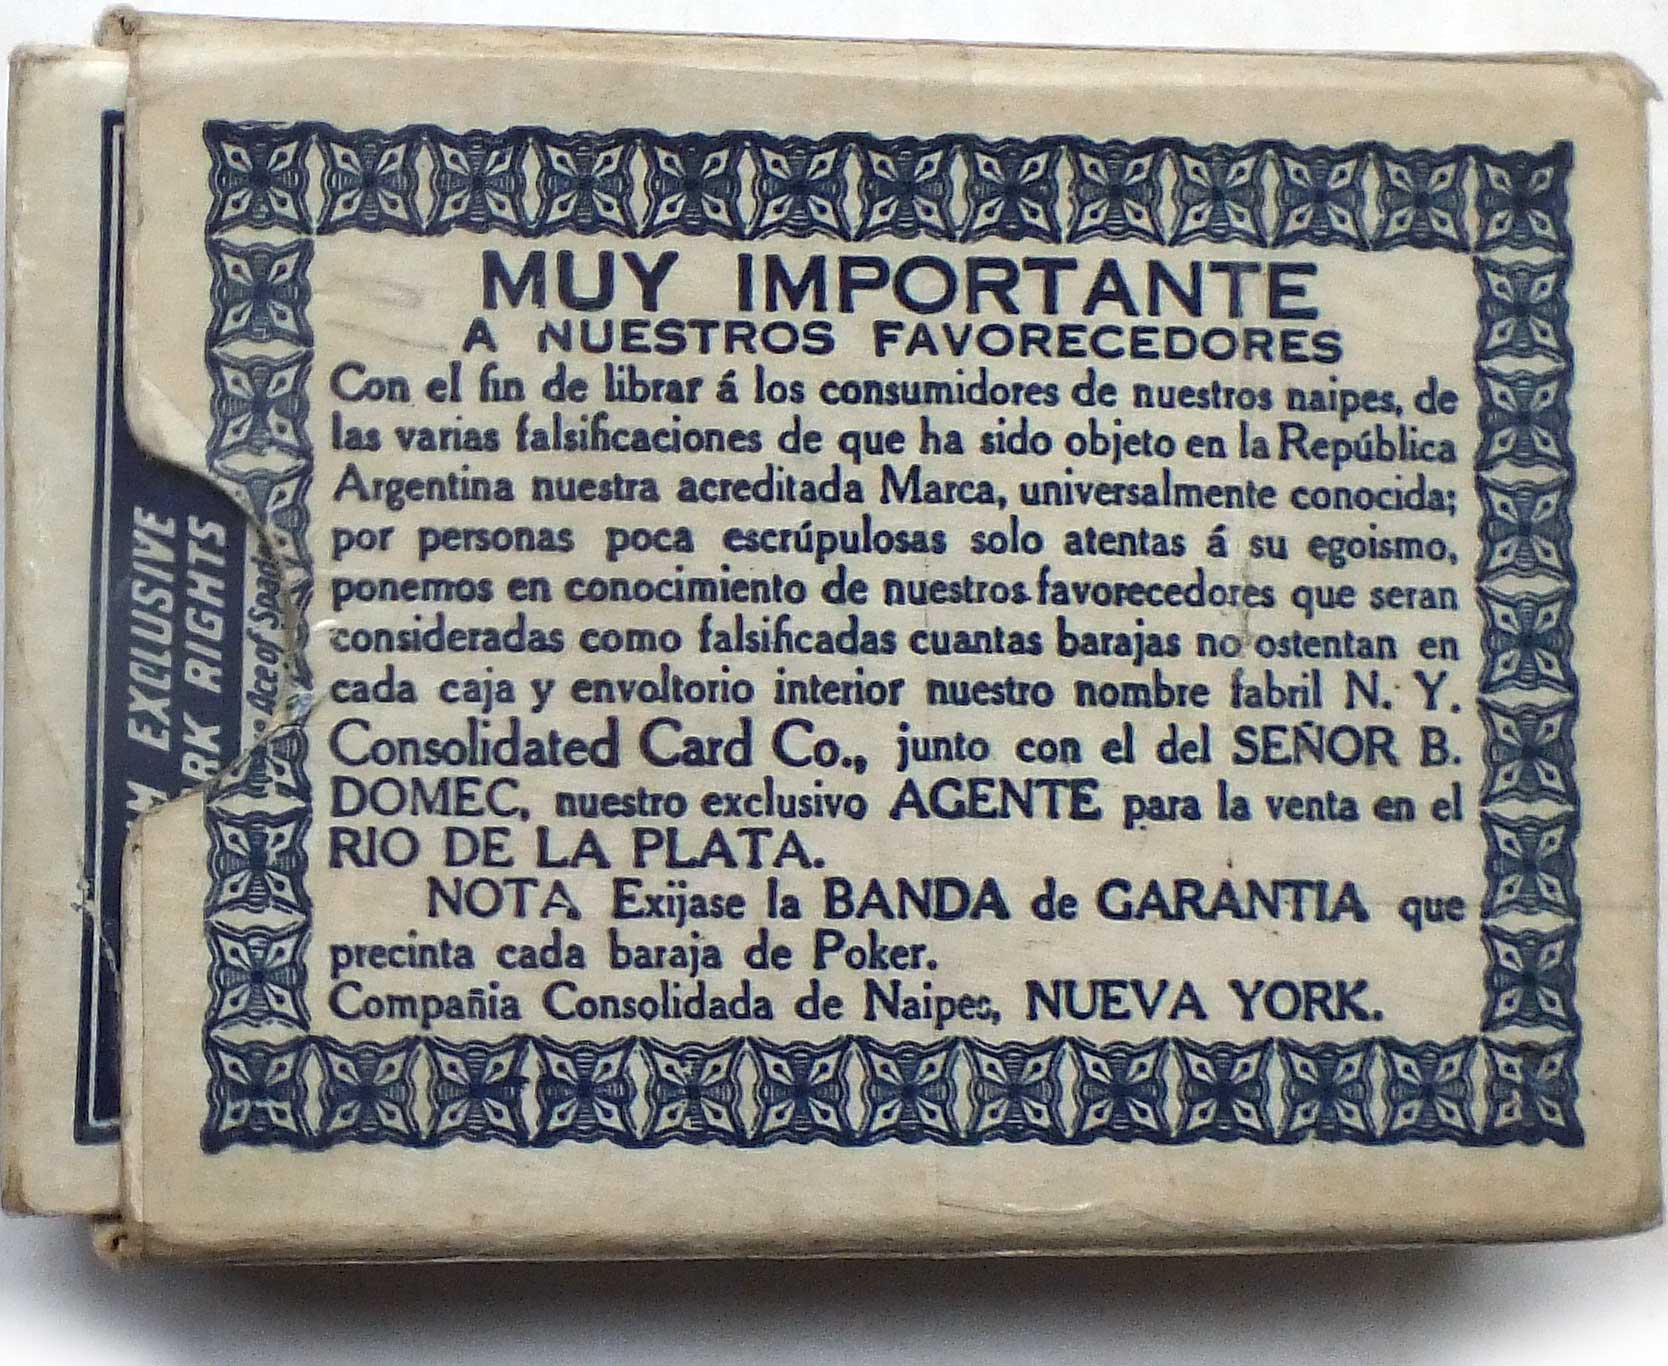 MUY IMPORTANTE
A NUESTROS FAVORECEDORES
Con el fin de librar á los consumidores de nuestros naipes, de
las varias falsificaciones de que ha sido objeto en la República
Argentina nuestra acreditada Marca, universalmente conocida;
por personas poca escrúpulosas solo atentas á su egoismo,
ponemos en conocimiento de nuestros favorecedores que seran
consideradas como falsificadas cuantas barajas no ostentan en
cada caja y envoltorio interior nuestro nombre fabril N. Y.
Consolidated Card Co., junto con el del SEÑOR B.
DOMEC, nuestro exclusivo AGENTE para la venta en el
RIO DE LA PLATA.
NOTA Exijase la BANDA de GARANTIA que
precinta cada baraja de Poker.
Compañia Consolidada de Naipes, NUEVA YORK.
EXCLUSIVE
RK RIGHTS
Ace of Spad